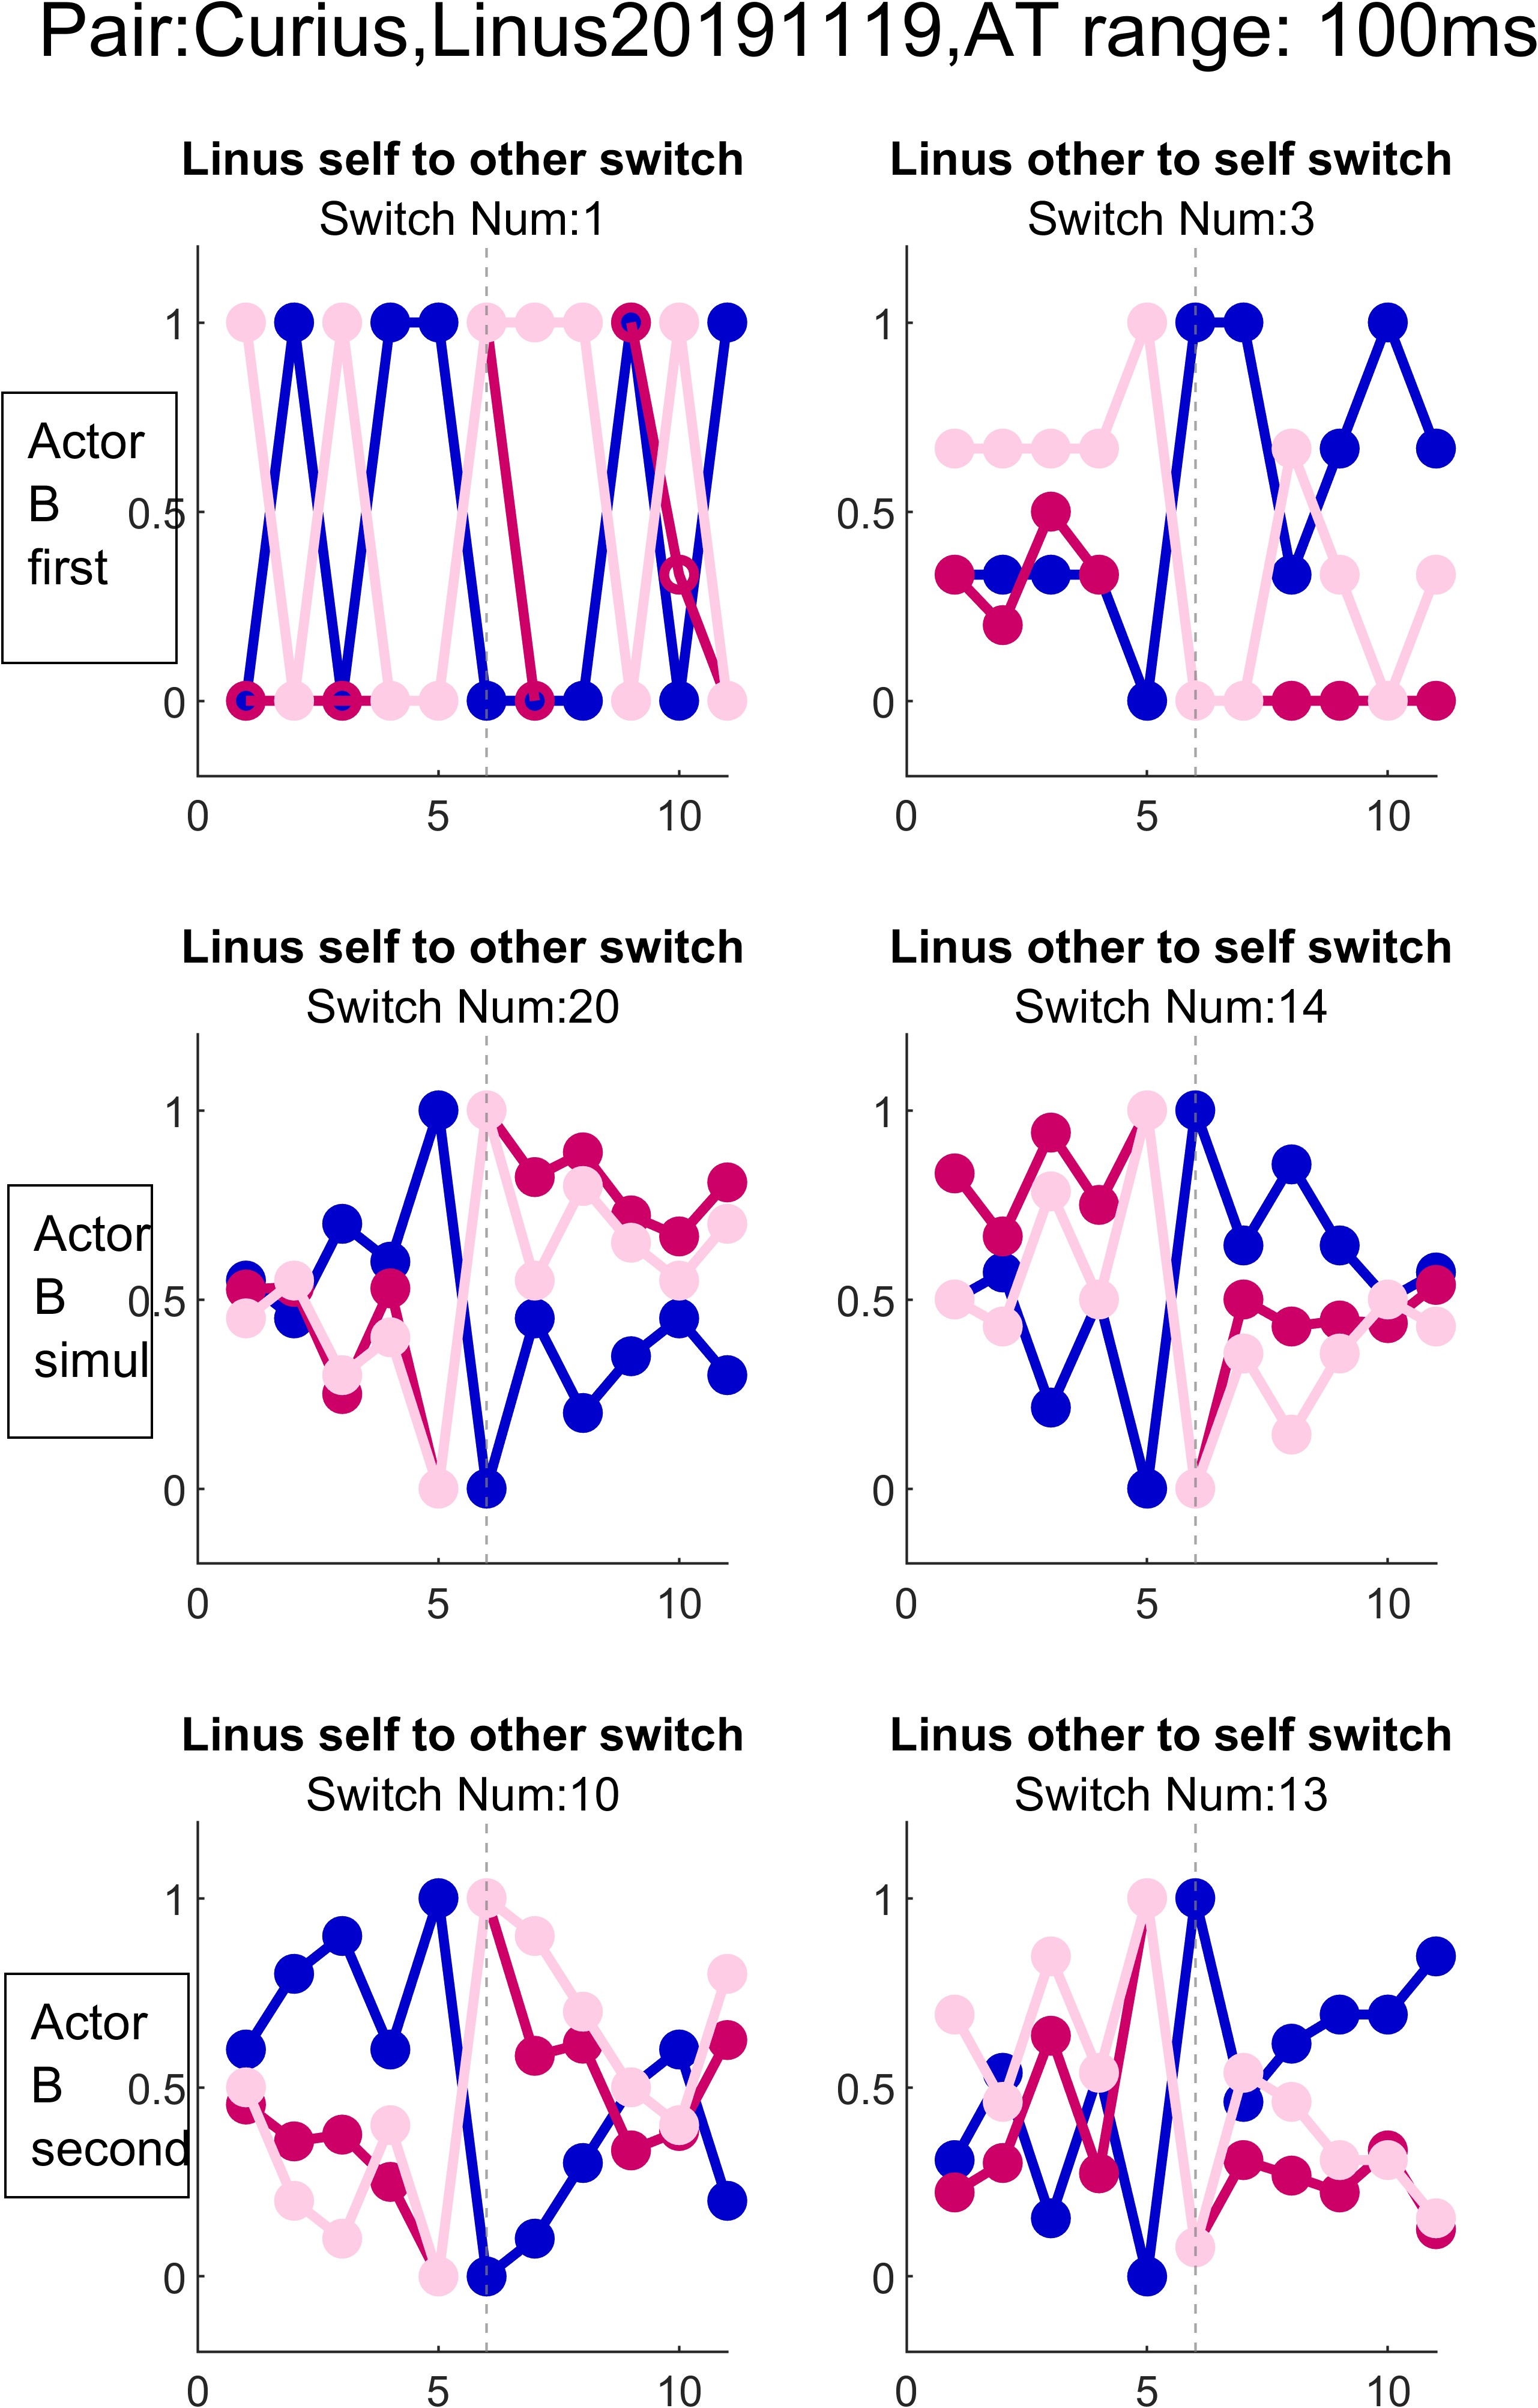 Pair:Curius,Linus20191119,AT range: 100ms
Linus self to other switch
Switch Num:1
Linus other to self switch
Switch Num:3
Actor
B
first
1
0.5
0
0
5
10
1
0.5
0
0
5
10
Linus self to other switch
Switch Num:20
Linus other to self switch
Switch Num:14
Actor
B
simul
1
0.5
0
0
5
10
1
0.5
0
0
5
10
Linus self to other switch
Switch Num:10
Linus other to self switch
Switch Num:13
Actor
B
second
1
0.5
0
0
5
10
1
0.5
0
0
5
10